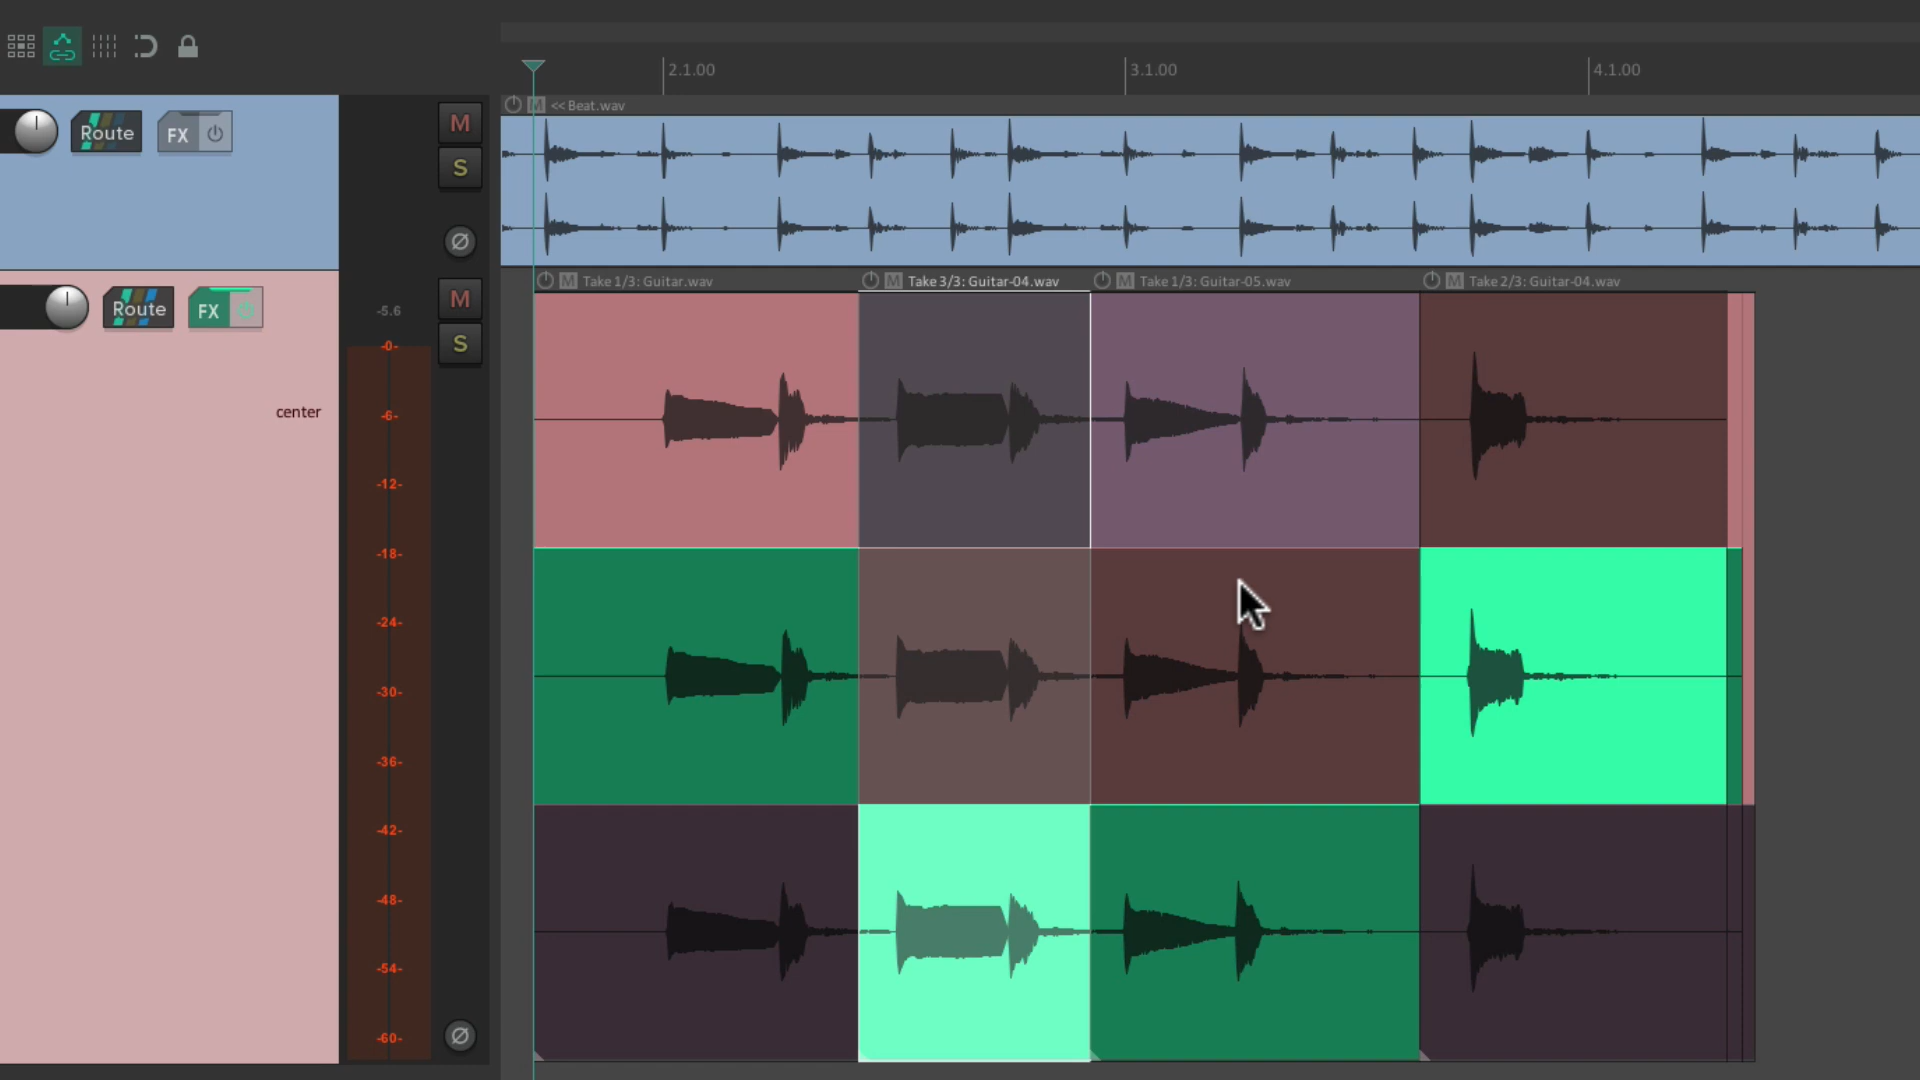 2.1.00 3.1.00 4.1.00
M << Beat.wav
Route FX M
S
Ø
M Take 1/3: Guitar.wav M Take 3/3: Guitar-04.wav M Take 1/3: Guitar-05.wav M Take 2/3: Guitar-04.wav
Route FX -5.6 M
S
-0-
center
-6-
-12-
-18-
-24-
-30-
-36-
-42-
-48-
-54-
-60-
Ø